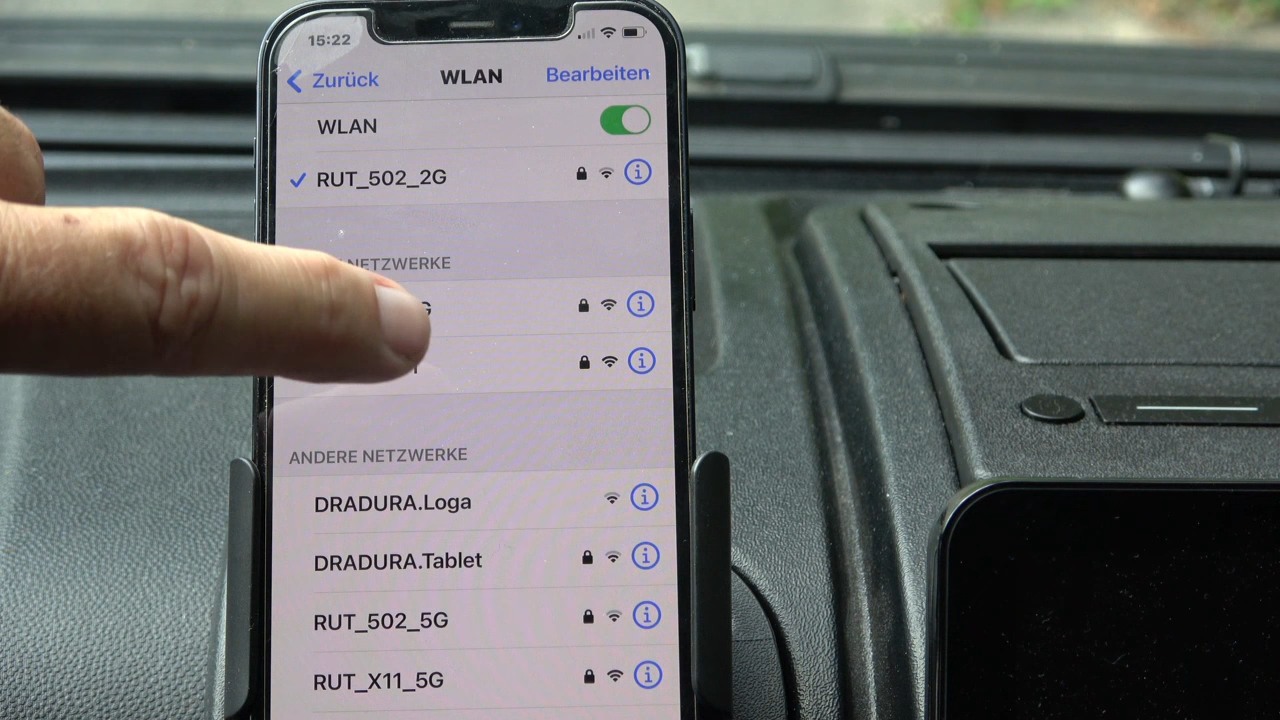 15:22
Zurück WLAN Bearbeiten
WLAN
RUT_502_2G
NETZWERKE
ANDERE NETZWERKE
DRADURA.Loga
DRADURA.Tablet
RUT_502_5G
RUT_X11_5G